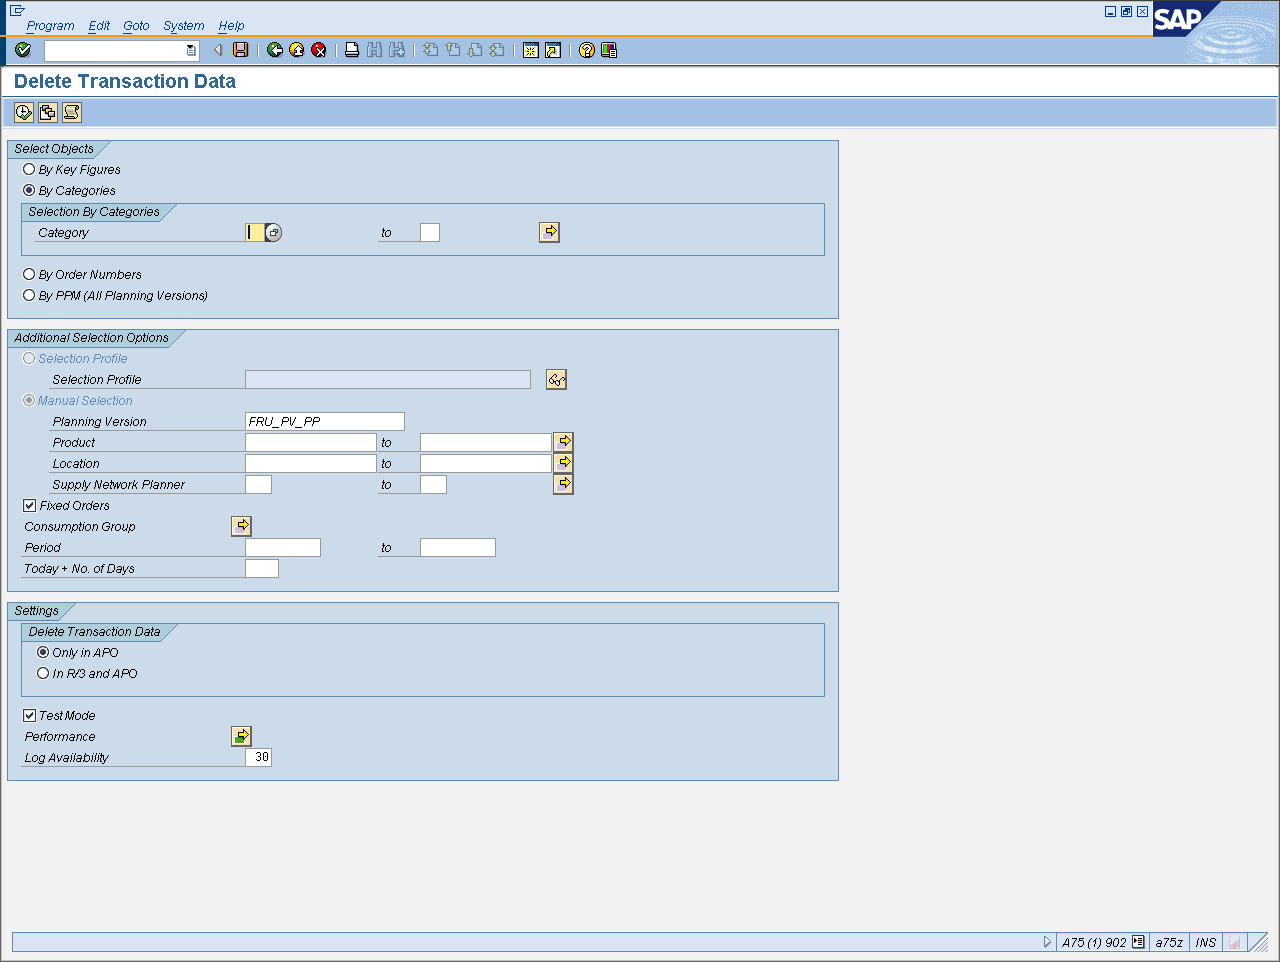 Program Edit Goto System Help
SAP
Delete Transaction Data
Select Objects
By Key Figures
By Categories
Selection By Categories
Category to
By Order Numbers
By PPM (All Planning Versions)
Additional Selection Options
Selection Profile
Selection Profile
Manual Selection
Planning Version FRU_PV_PP
Product to
Location to
Supply Network Planner to
Fixed Orders
Consumption Group
Period to
Today + No. of Days
Settings
Delete Transaction Data
Only in APO
In R/3 and APO
Test Mode
Performance
Log Availability 30
A75 (1) 902 a75z INS